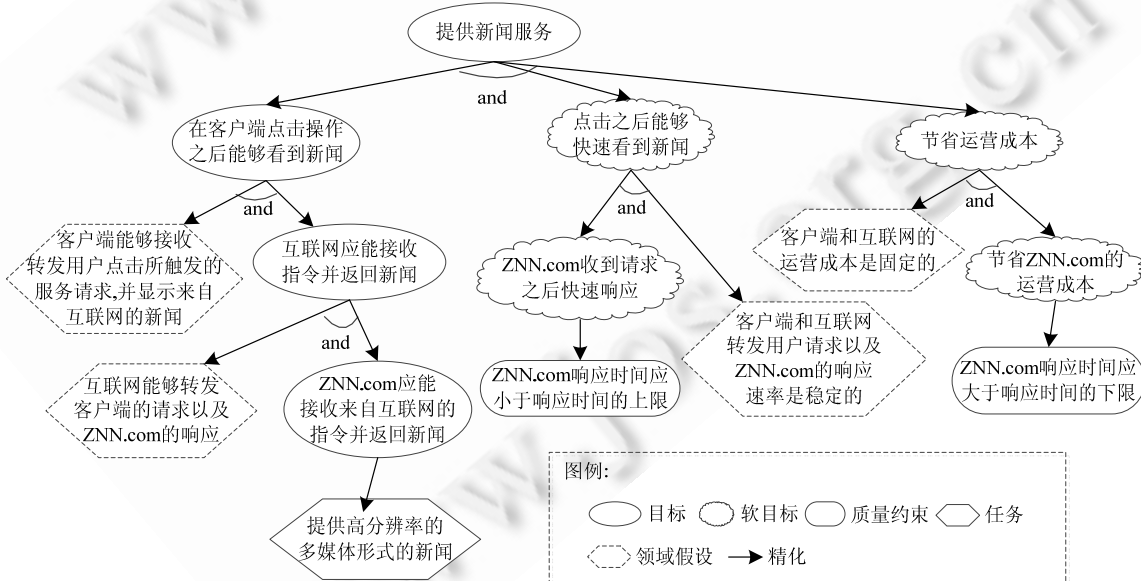 提供新闻服务
and
在客户端点击操作
之后能够看到新闻
点击之后能够
快速看到新闻
节省运营成本
and
and
and
客户端能够接收
转发用户点击所触发的
服务请求,并显示来自
互联网的新闻
互联网应能接收
指令并返回新闻
ZNN.com收到请求
之后快速响应
客户端和互联网的
运营成本是固定的
节省ZNN.com的
运营成本
and
客户端和互联网
转发用户请求以及
ZNN.com的响应
速率是稳定的
互联网能够转发
客户端的请求以及
ZNN.com的响应
ZNN.com应能
接收来自互联网的
指令并返回新闻
ZNN.com响应时间应
小于响应时间的上限
ZNN.com响应时间应
大于响应时间的下限
提供高分辨率的
多媒体形式的新闻
图例:
目标
软目标
质量约束
任务
领域假设
精化